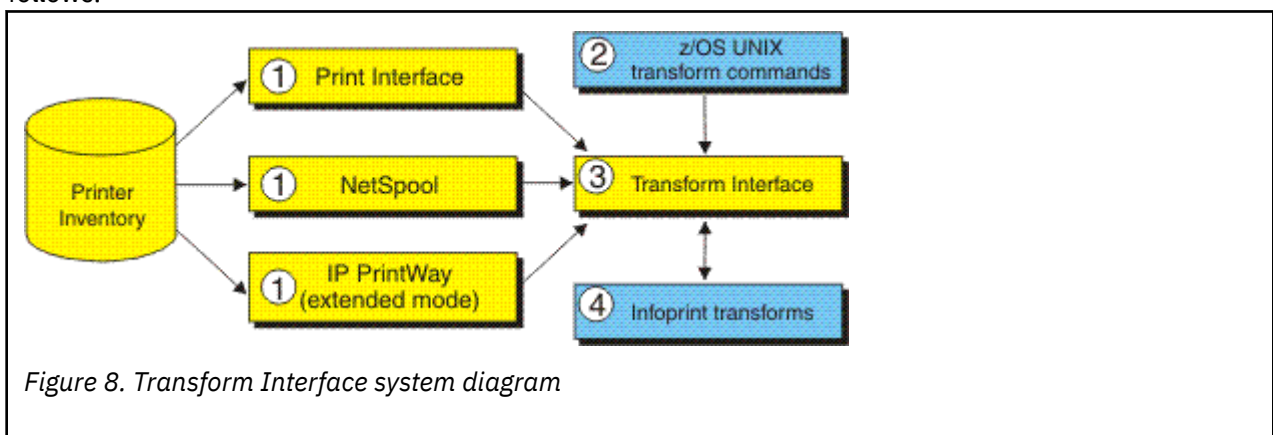 follows:
1 Print Interface
2 z/OS UNIX
transform commands
Printer
Inventory
1 NetSpool
3 Transform Interface
1 IP PrintWay
(extended mode)
4 Infoprint transforms
Figure 8. Transform Interface system diagram